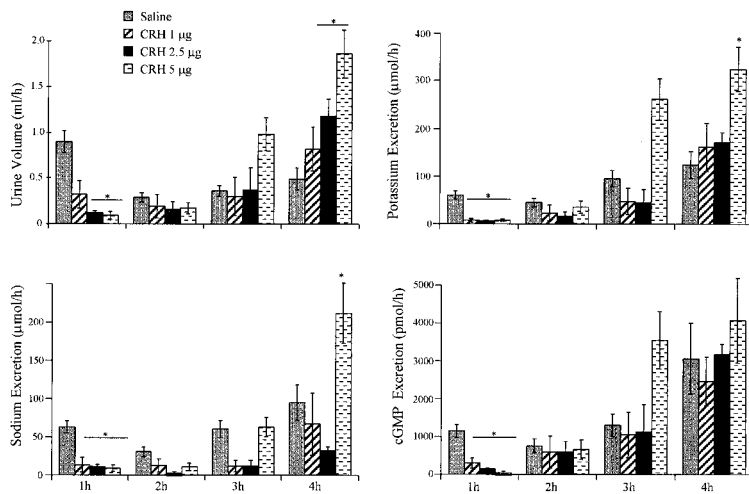 Saline
CRH 1 µg
CRH 2.5 µg
CRH 5 µg
Urine Volume (ml/h)
2.0
1.5
1.0
0.5
0
*
*
Potassium Excretion (µmol/h)
400
300
200
100
0
*
*
Sodium Excretion (µmol/h)
200
150
100
50
0
*
*
1h 2h 3h 4h
cGMP Excretion (pmol/h)
5000
4000
3000
2000
1000
0
*
1h 2h 3h 4h